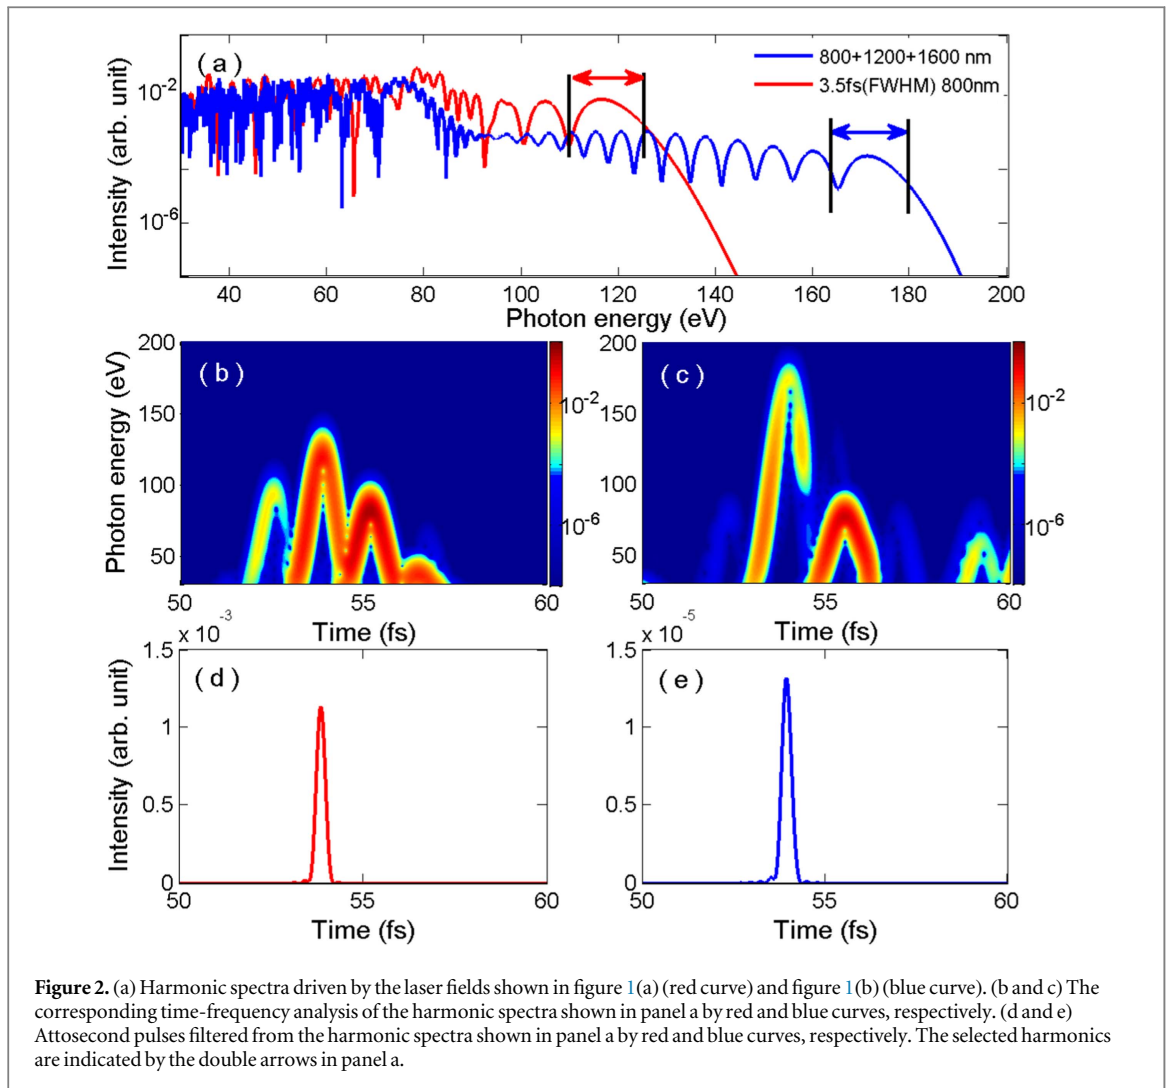 ( a )
800+1200+1600 nm
3.5fs(FWHM) 800nm
Intensity (arb. unit)
10-2
10-6
40 60 80 100 120 140 160 180 200
Photon energy (eV)
( b )
Photon energy (eV)
200
150
100
50
10-2
10-6
50 55 60
Time (fs)
( c )
200
150
100
50
10-2
10-6
50 55 60
Time (fs)
x 10-3
( d )
Intensity (arb. unit)
1.5
1
0.5
0
50 55 60
Time (fs)
x 10-5
( e )
1.5
1
0.5
0
50 55 60
Time (fs)
Figure 2. (a) Harmonic spectra driven by the laser fields shown in figure 1(a) (red curve) and figure 1(b) (blue curve). (b and c) The
corresponding time-frequency analysis of the harmonic spectra shown in panel a by red and blue curves, respectively. (d and e)
Attosecond pulses filtered from the harmonic spectra shown in panel a by red and blue curves, respectively. The selected harmonics
are indicated by the double arrows in panel a.